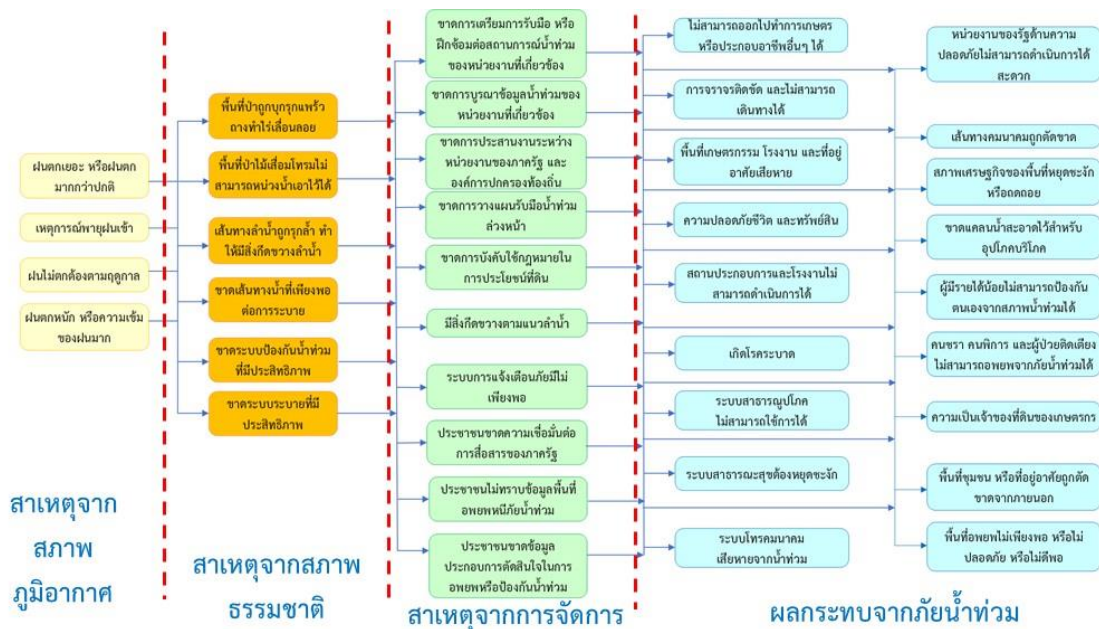 ฝนตกเยอะ หรือฝนตก
มากกว่าปกติ
เหตุการณ์พายุฝนเข้า
ฝนไม่ตกต้องตามฤดูกาล
ฝนตกหนัก หรือความเข้ม
ของฝนมาก
สาเหตุจาก
สภาพ
ภูมิอากาศ
พื้นที่ป่าถูกบุกรุกแพร้ว
ถางทำไร่เลื่อนลอย
พื้นที่ป่าไม้เสื่อมโทรมไม่
สามารถหน่วงน้ำเอาไว้ได้
เส้นทางลำน้ำถูกรุกล้ำ ทำ
ให้มีสิ่งกีดขวางลำน้ำ
ขาดเส้นทางน้ำที่เพียงพอ
ต่อการระบาย
ขาดระบบป้องกันน้ำท่วม
ที่มีประสิทธิภาพ
ขาดระบบระบายที่มี
ประสิทธิภาพ
สาเหตุจากสภาพ
ธรรมชาติ
ขาดการเตรียมการรับมือ หรือ
ฝึกซ้อมต่อสถานการณ์น้ำท่วม
ของหน่วยงานที่เกี่ยวข้อง
ขาดการบูรณาข้อมูลน้ำท่วมของ
หน่วยงานที่เกี่ยวข้อง
ขาดการประสานงานระหว่าง
หน่วยงานของภาครัฐ และ
องค์การปกครองท้องถิ่น
ขาดการวางแผนรับมือน้ำท่วม
ล่วงหน้า
ขาดการบังคับใช้กฎหมายใน
การประโยชน์ที่ดิน
มีสิ่งกีดขวางตามแนวลำน้ำ
ระบบการแจ้งเตือนภัยมีไม่
เพียงพอ
ประชาชนขาดความเชื่อมั่นต่อ
การสื่อสารของภาครัฐ
ประชาชนไม่ทราบข้อมูลพื้นที่
อพยพหนีภัยน้ำท่วม
ประชาชนขาดข้อมูล
ประกอบการตัดสินใจในการ
อพยพหรือป้องกันน้ำท่วม
สาเหตุจากการจัดการ
ไม่สามารถออกไปทำการเกษตร
หรือประกอบอาชีพอื่นๆ ได้
การจราจรติดขัด และไม่สามารถ
เดินทางได้
พื้นที่เกษตรกรรม โรงงาน และที่อยู่
อาศัยเสียหาย
ความปลอดภัยชีวิต และทรัพย์สิน
สถานประกอบการและโรงงานไม่
สามารถดำเนินการได้
เกิดโรคระบาด
ระบบสาธารณูปโภค
ไม่สามารถใช้การได้
ระบบสาธารณะสุขต้องหยุดชะงัก
ระบบโทรคมนาคม
เสียหายจากน้ำท่วม
หน่วยงานของรัฐด้านความ
ปลอดภัยไม่สามารถดำเนินการได้
สะดวก
เส้นทางคมนาคมถูกตัดขาด
สภาพเศรษฐกิจของพื้นที่หยุดชะงัก
หรือถดถอย
ขาดแคลนน้ำสะอาดไว้สำหรับ
อุปโภคบริโภค
ผู้มีรายได้น้อยไม่สามารถป้องกัน
ตนเองจากสภาพน้ำท่วมได้
คนชรา คนพิการ และผู้ป่วยติดเตียง
ไม่สามารถอพยพจากภัยน้ำท่วมได้
ความเป็นเจ้าของที่ดินของเกษตรกร
พื้นที่ชุมชน หรือที่อยู่อาศัยถูกตัด
ขาดจากภายนอก
พื้นที่อพยพไม่เพียงพอ หรือไม่
ปลอดภัย หรือไม่ดีพอ
ผลกระทบจากภัยน้ำท่วม